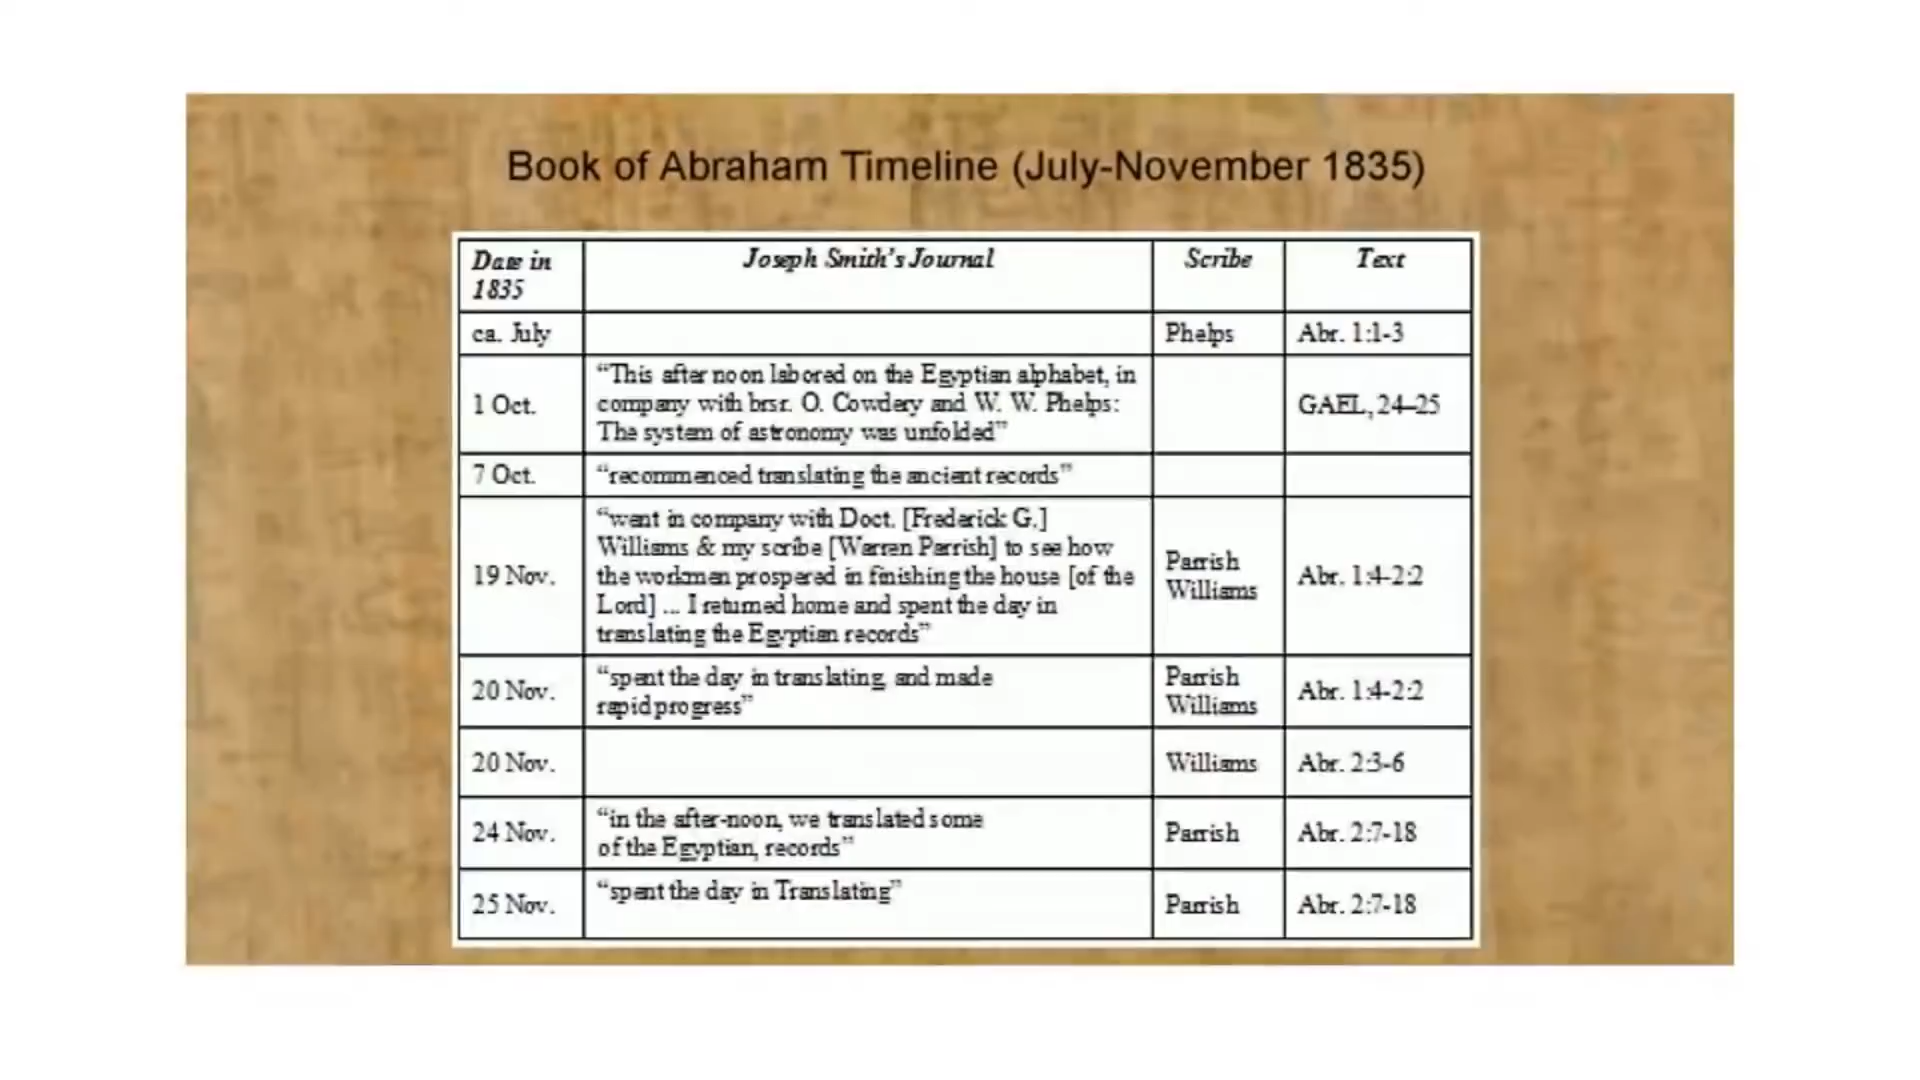 Book of Abraham Timeline (July-November 1835)
Date in
1835
Joseph Smith's Journal
Scribe
Text
ca. July
Phelps
Abr. 1:1-3
1 Oct.
“This after noon labored on the Egyptian alphabet, in
company with brsr. O. Cowdery and W. W. Phelps:
The system of astronomy was unfolded”
GAEL, 24–25
7 Oct.
“recommenced translating the ancient records”
19 Nov.
“went in company with Doct. [Frederick G.]
Williams & my scribe [Warren Parrish] to see how
the workmen prospered in finishing the house [of the
Lord] ... I returned home and spent the day in
translating the Egyptian records”
Parrish
Williams
Abr. 1:4-2:2
20 Nov.
“spent the day in translating, and made
rapid progress”
Parrish
Williams
Abr. 1:4-2:2
20 Nov.
Williams
Abr. 2:3-6
24 Nov.
“in the after-noon, we translated some
of the Egyptian, records”
Parrish
Abr. 2:7-18
25 Nov.
“spent the day in Translating”
Parrish
Abr. 2:7-18